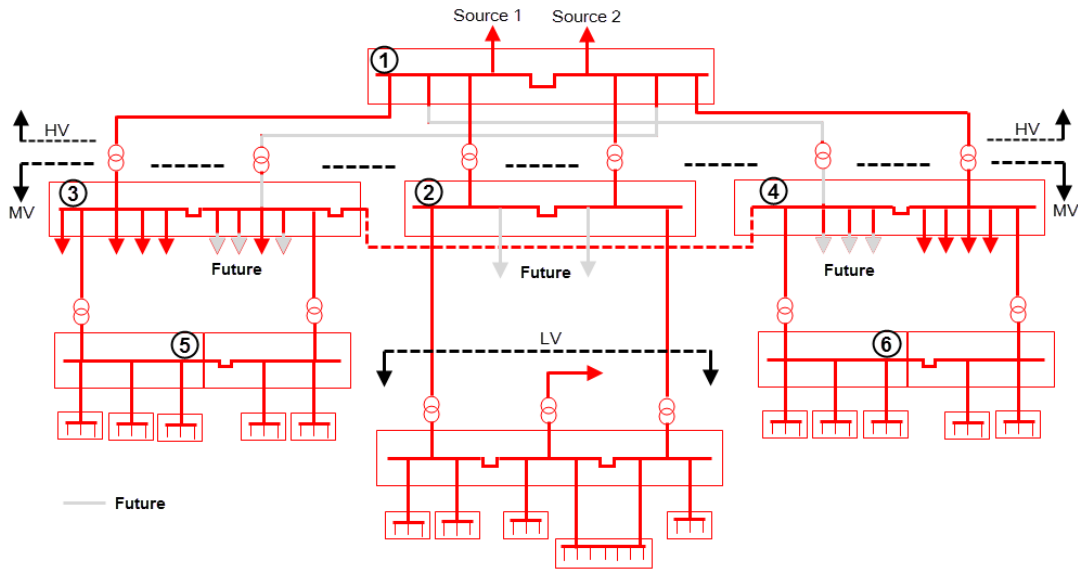 Source 1 Source 2
1
HV HV
MV MV
3 2 4
Future Future Future
LV
5 6
Future